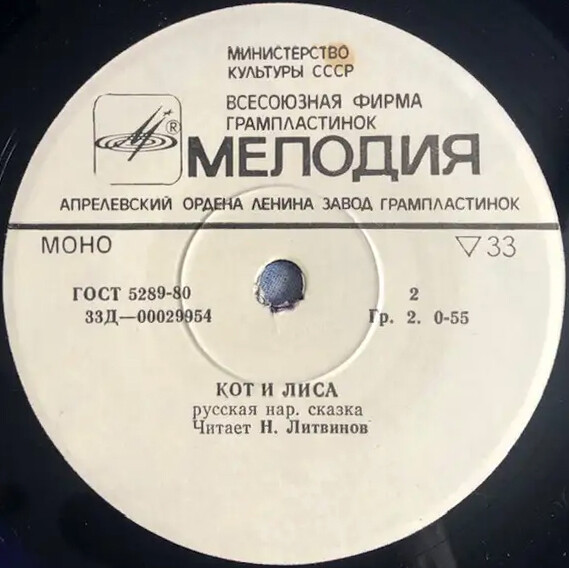 МИНИСТЕРСТВО
КУЛЬТУРЫ СССР
ВСЕСОЮЗНАЯ ФИРМА
ГРАМПЛАСТИНОК
® МЕЛОДИЯ
АПРЕЛЕВСКИЙ ОРДЕНА ЛЕНИНА ЗАВОД ГРАМПЛАСТИНОК
МОНО ▽33
ГОСТ 5289-80 2
33Д—00029954 Гр. 2. 0-55
КОТ И ЛИСА
русская нар. сказка
Читает Н. Литвинов